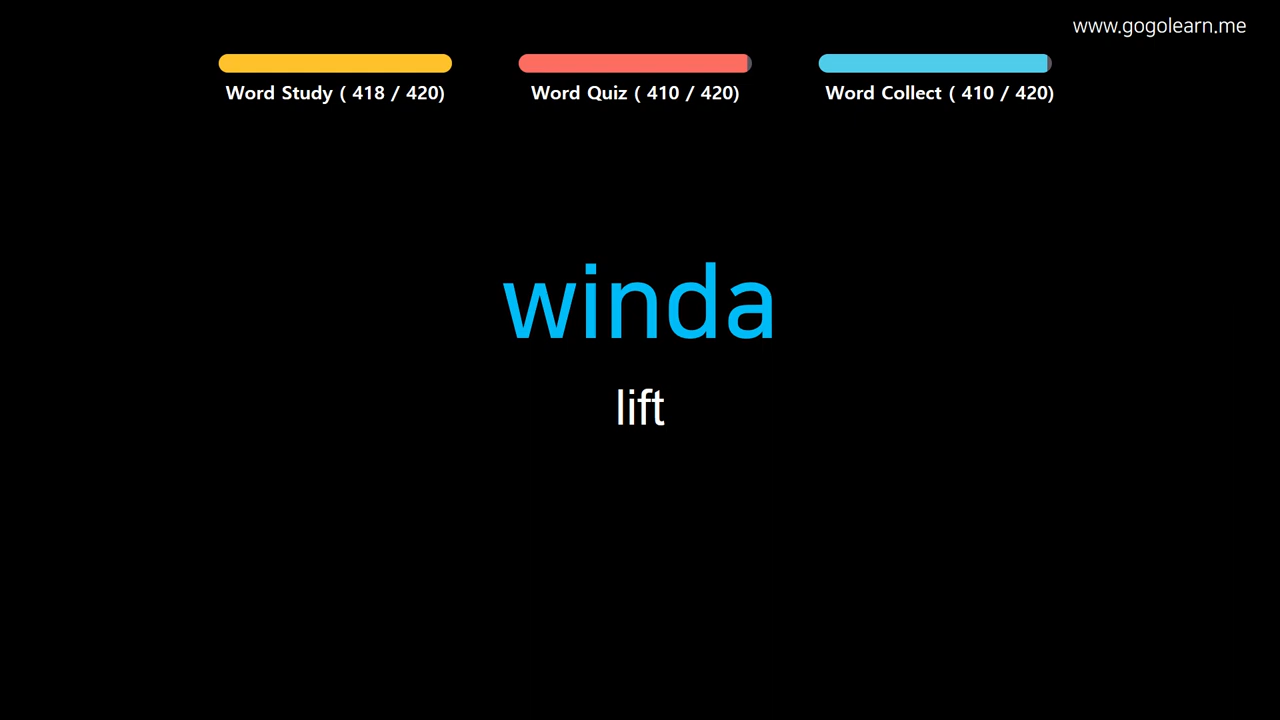 www.gogolearn.me
Word Study ( 418 / 420)
Word Quiz ( 410 / 420)
Word Collect ( 410 / 420)
winda
lift